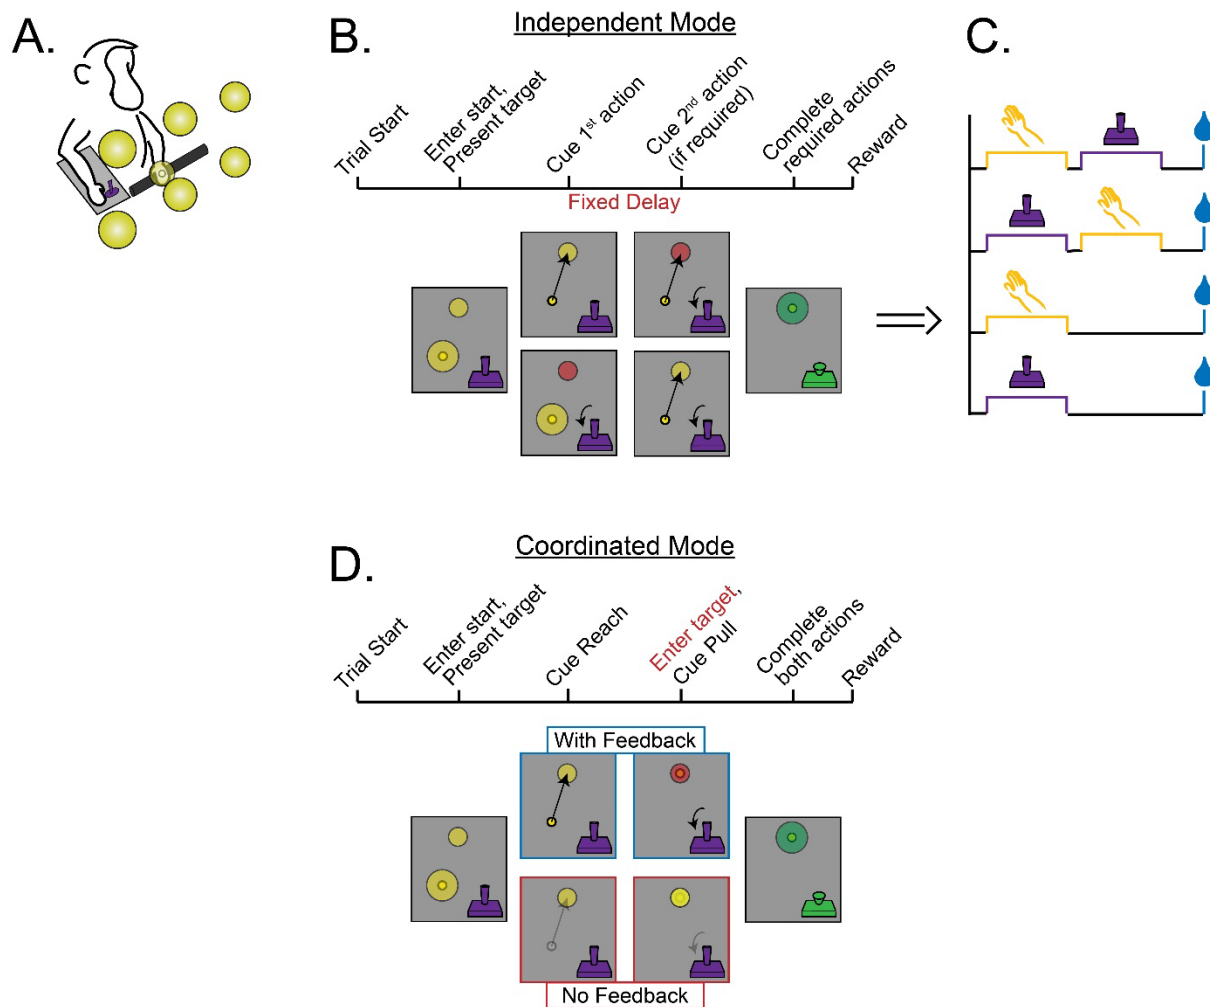 A.
B.
Independent Mode
C.
Trial Start
Enter start,
Present target
Cue 1st action
Cue 2nd action
(if required)
Complete
required actions
Reward
Fixed Delay
D.
Coordinated Mode
Trial Start
Enter start,
Present target
Cue Reach
Enter target,
Cue Pull
Complete
both actions
Reward
With Feedback
No Feedback